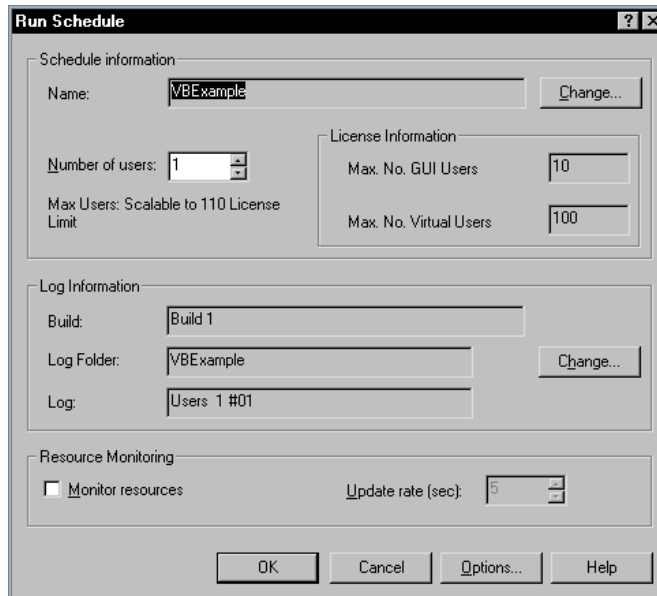 Run Schedule
Schedule information
Name: VBExample Change...
License Information
Number of users: 1
Max. No. GUI Users 10
Max Users: Scalable to 110 License
Limit
Max. No. Virtual Users 100
Log Information
Build: Build 1
Log Folder: VBExample Change...
Log: Users 1 #01
Resource Monitoring
Monitor resources Update rate (sec): 5
OK Cancel Options... Help